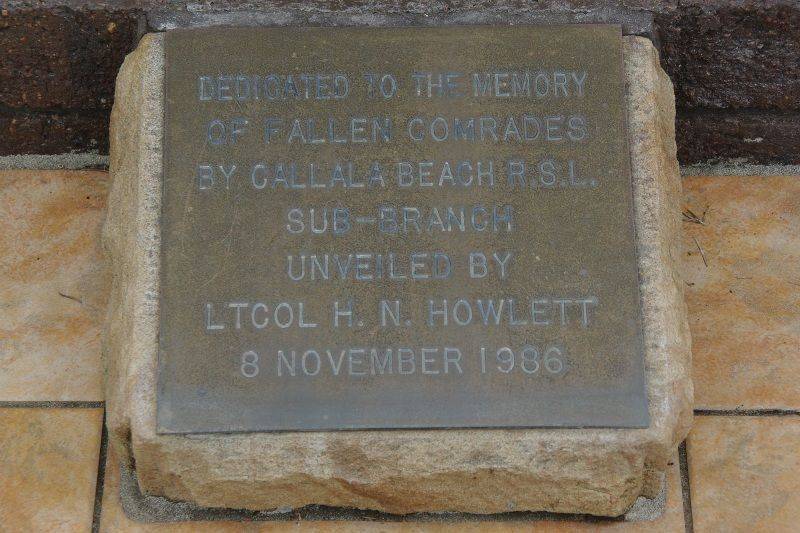 DEDICATED TO THE MEMORY
OF FALLEN COMRADES
BY CALLALA BEACH R.S.L.
SUB-BRANCH
UNVEILED BY
LTCOL H. N. HOWLETT
8 NOVEMBER 1986